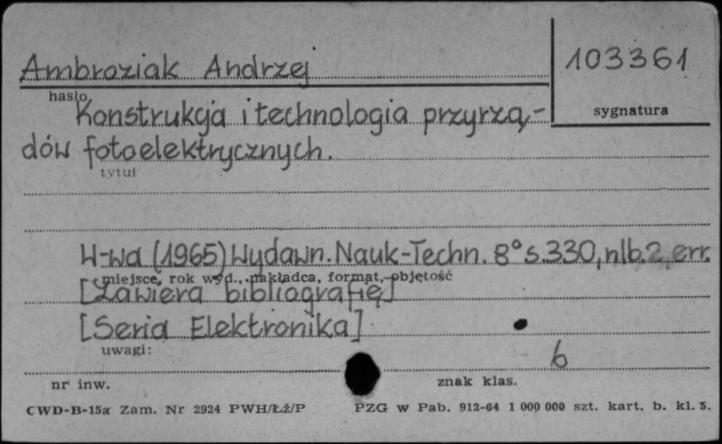 Ambroziak Andrzej
103361
hasło
sygnatura
Konstrukcja i technologia przyrzą-
dów fotoelektrycznych.
tytuł
W-wa (1965) Wydawn. Nauk-Techn. 8° s.330, nlb.2, err.
miejsce, rok wyd., nakładca, format, objętość
[Zawiera bibliografię]
[Seria Elektronika]
uwagi:
6
nr inw.
znak klas.
CWD-B-15a Zam. Nr 2924 PWH/Łź/P
PZG w Pab. 912-64 1 000 000 szt. kart. b. kl. 5.